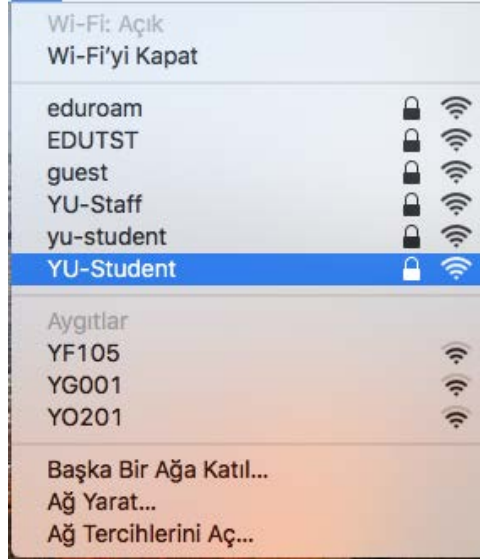 Wi-Fi: Açık
Wi-Fi'yi Kapat
eduroam
EDUTST
guest
YU-Staff
yu-student
YU-Student
Aygıtlar
YF105
YG001
YO201
Başka Bir Ağa Katıl...
Ağ Yarat...
Ağ Tercihlerini Aç...